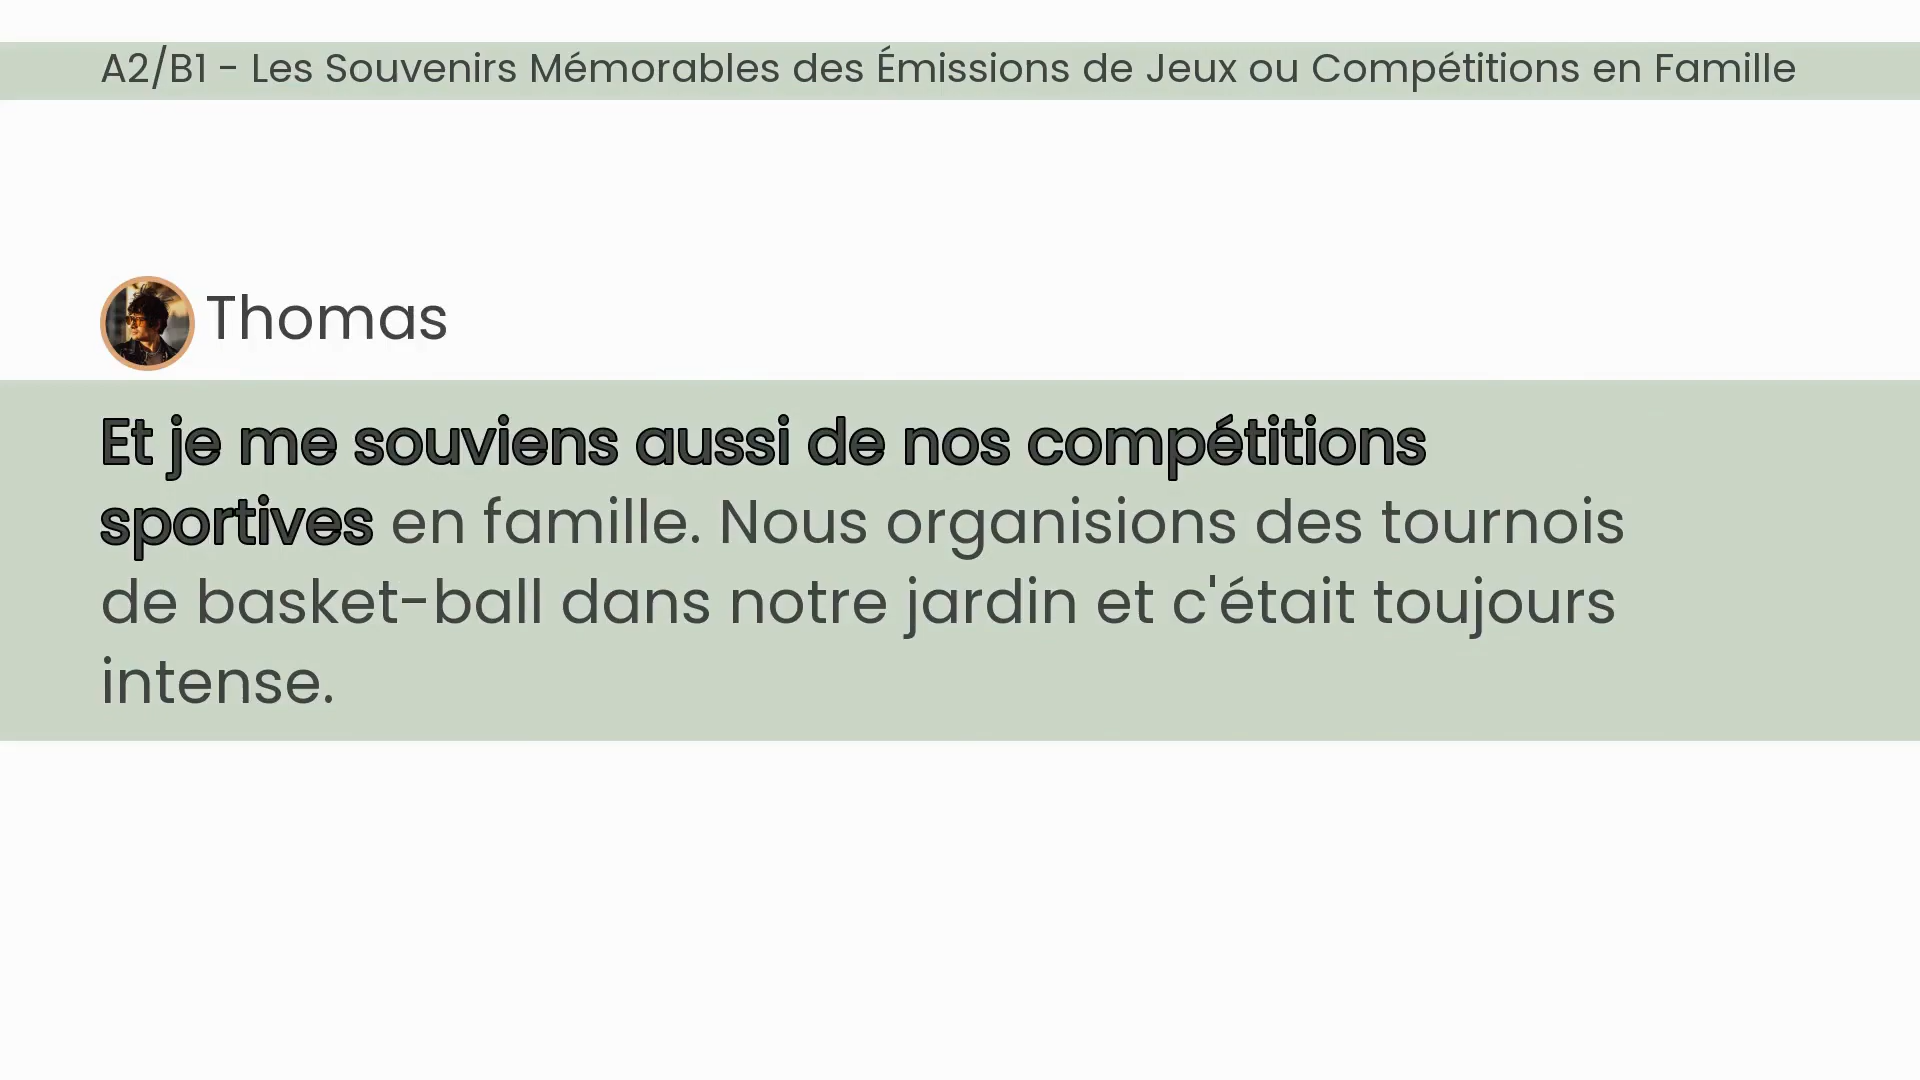 A2/B1 - Les Souvenirs Mémorables des Émissions de Jeux ou Compétitions en Famille
Thomas
Et je me souviens aussi de nos compétitions
sportives en famille. Nous organisions des tournois
de basket-ball dans notre jardin et c'était toujours
intense.